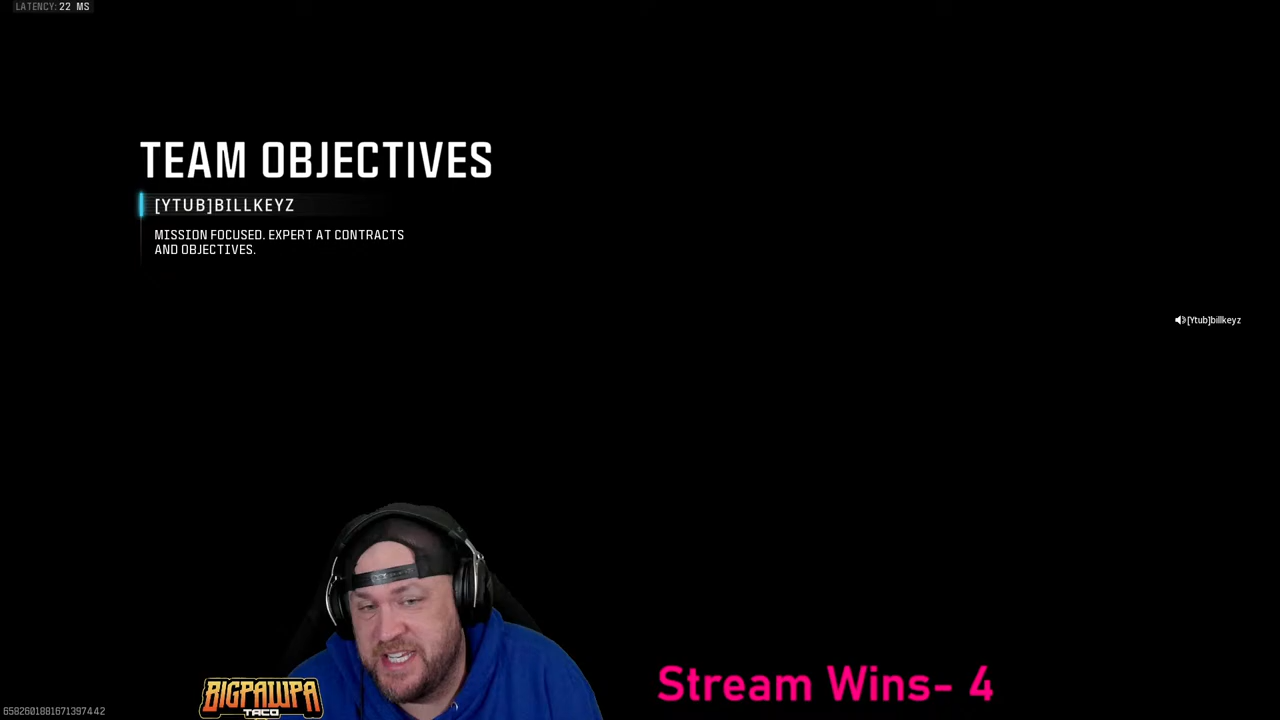 LATENCY: 22 MS
TEAM OBJECTIVES
[YTUB]BILLKEYZ
MISSION FOCUSED. EXPERT AT CONTRACTS
AND OBJECTIVES.
[Ytub]billkeyz
BIGPAWPA
TACO
Stream Wins- 4
6582601881671397442